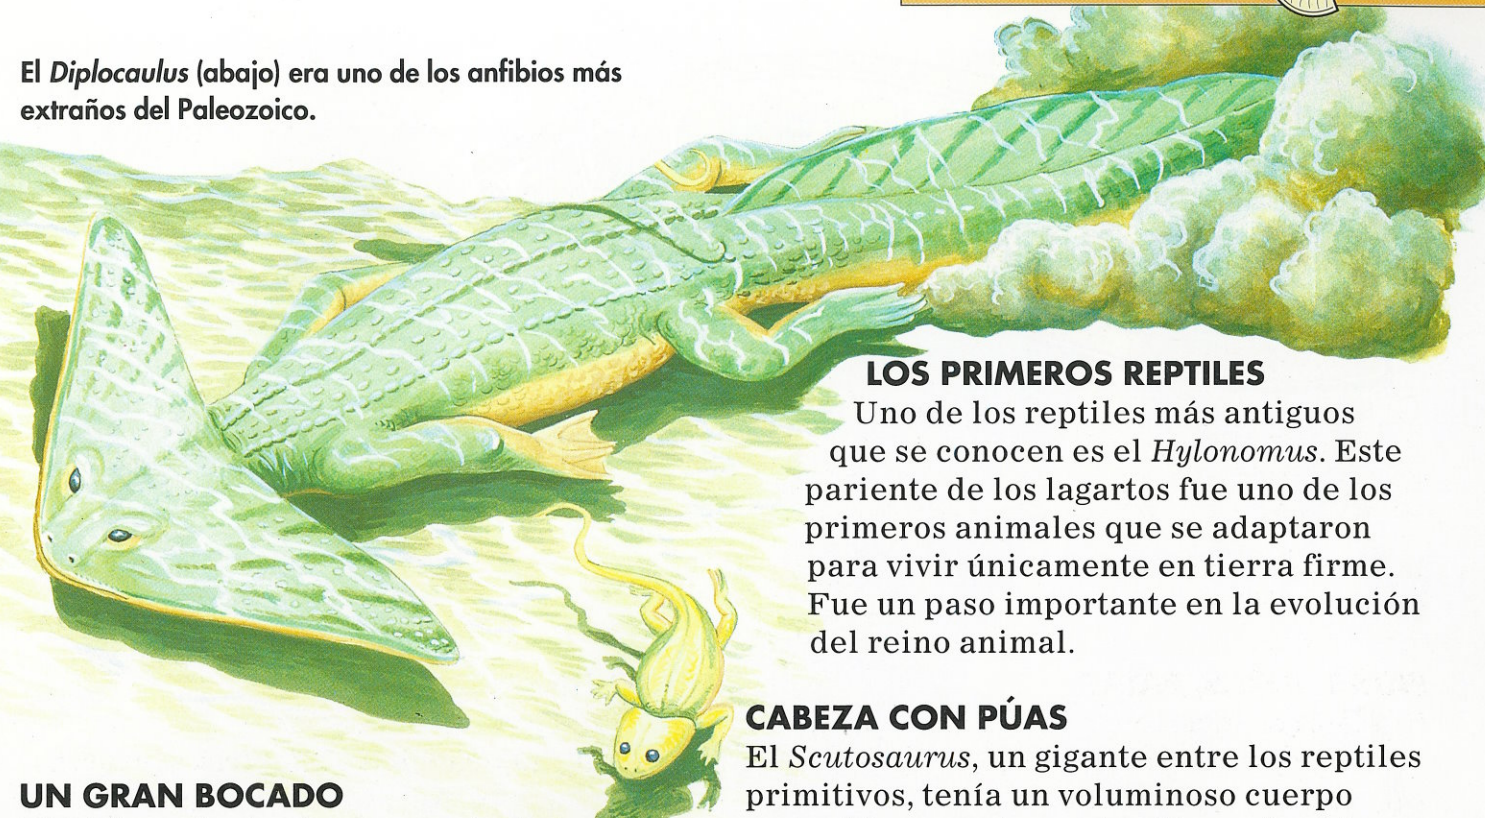 El Diplocaulus (abajo) era uno de los anfibios más
extraños del Paleozoico.
LOS PRIMEROS REPTILES
Uno de los reptiles más antiguos
que se conocen es el Hylonomus. Este
pariente de los lagartos fue uno de los
primeros animales que se adaptaron
para vivir únicamente en tierra firme.
Fue un paso importante en la evolución
del reino animal.
CABEZA CON PÚAS
El Scutosaurus, un gigante entre los reptiles
primitivos, tenía un voluminoso cuerpo
UN GRAN BOCADO